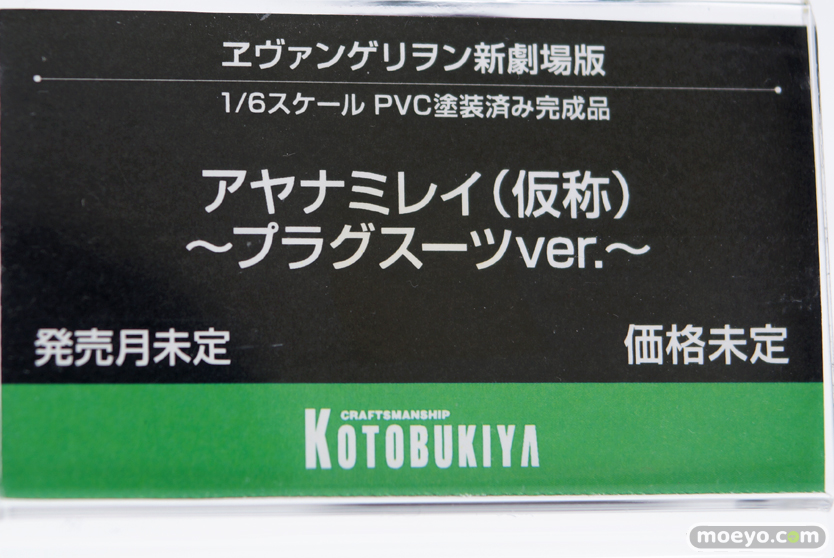 ヱヴァンゲリヲン新劇場版
1/6スケール PVC塗装済み完成品
アヤナミレイ（仮称）
～プラグスーツver.～
発売月未定 価格未定
CRAFTSMANSHIP
KOTOBUKIYA
moeyo.com